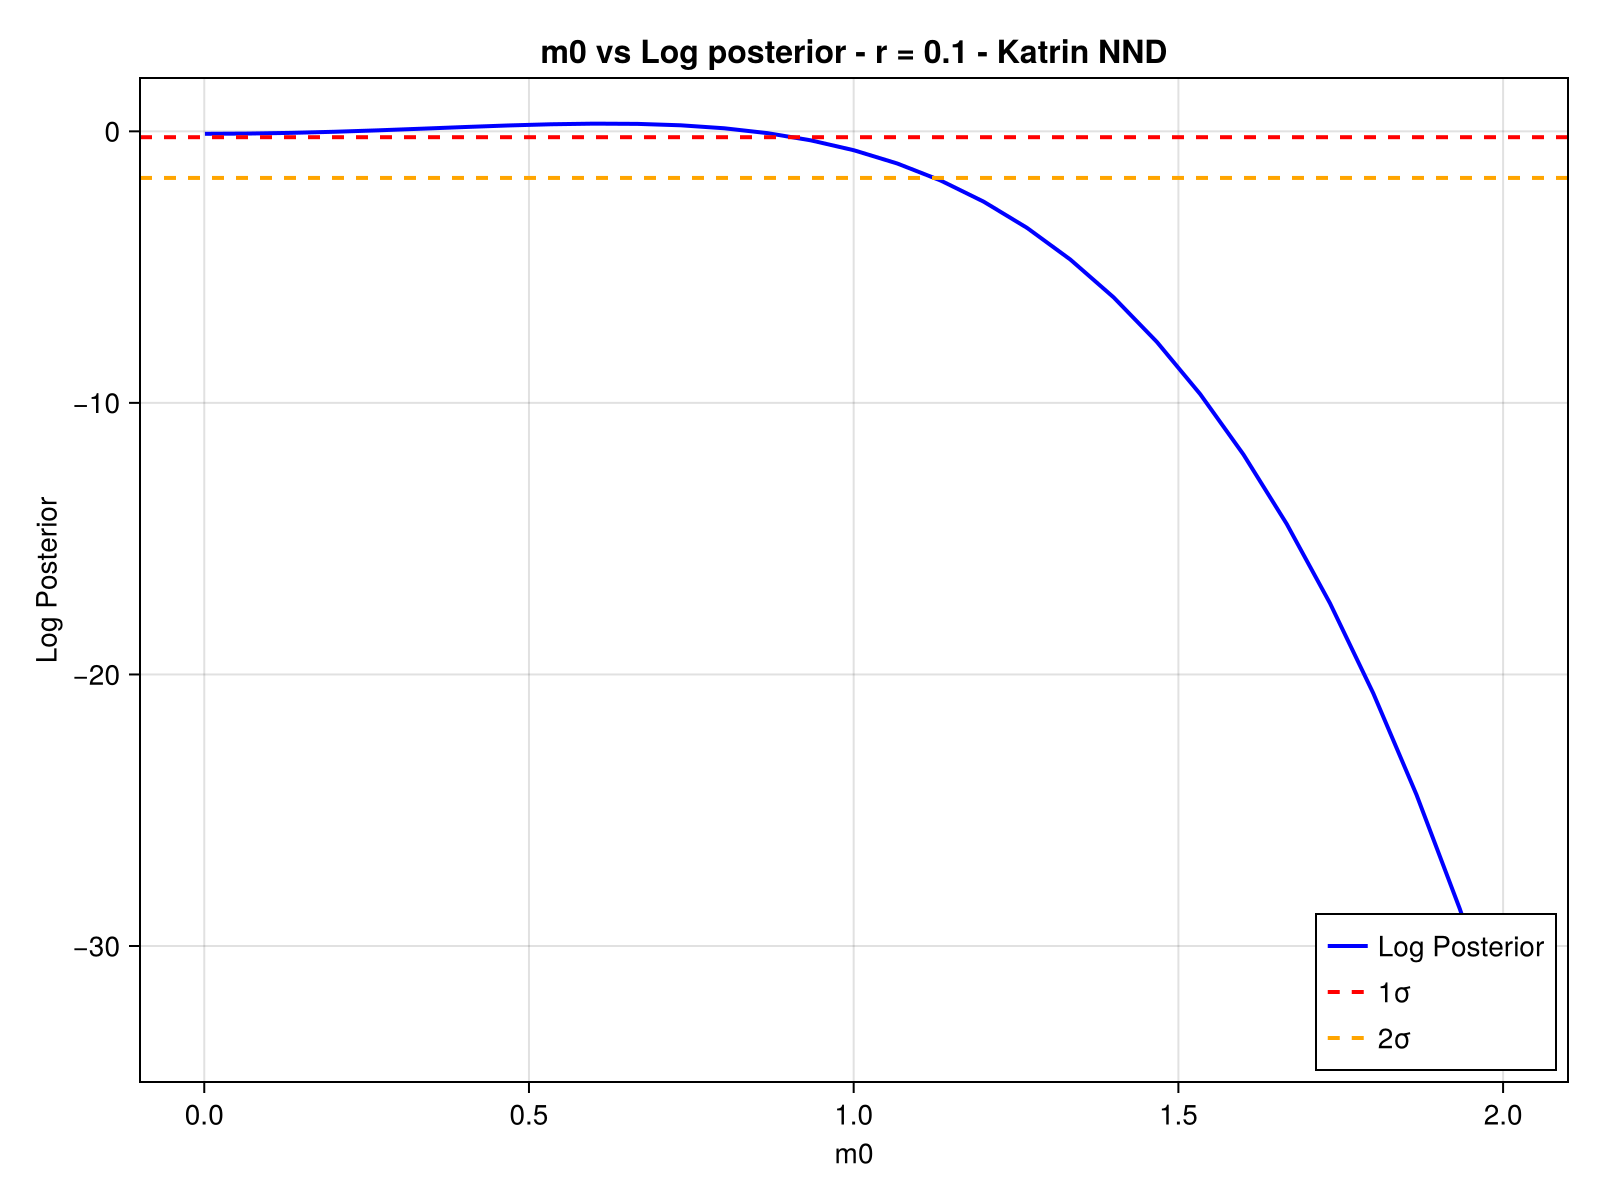 m0 vs Log posterior - r = 0.1 - Katrin NND
0
−10
−20
−30
Log Posterior
Log Posterior
1σ
2σ
0.0
0.5
1.0
1.5
2.0
m0